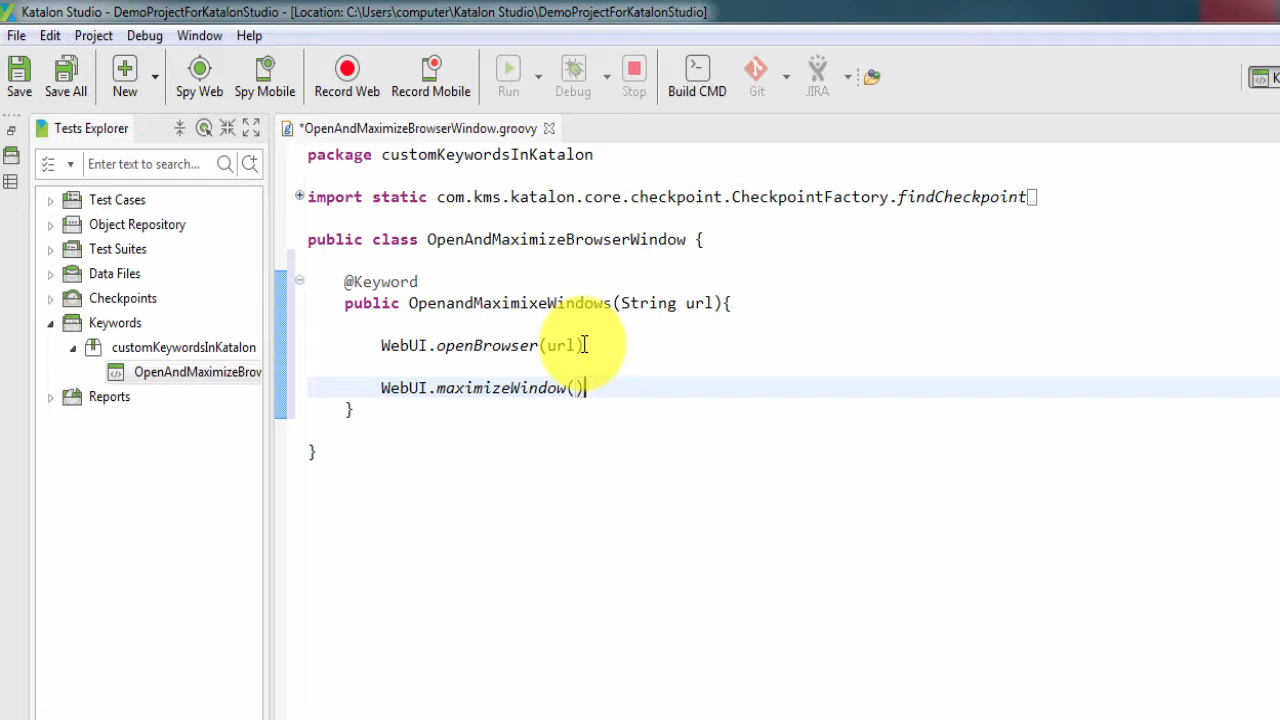 Katalon Studio - DemoProjectForKatalonStudio - [Location: C:\Users\computer\Katalon Studio\DemoProjectForKatalonStudio]
File Edit Project Debug Window Help
Save Save All New Spy Web Spy Mobile Record Web Record Mobile Run Debug Stop Build CMD Git JIRA K
Tests Explorer
Enter text to search...
Test Cases
Object Repository
Test Suites
Data Files
Checkpoints
Keywords
customKeywordsInKatalon
OpenAndMaximizeBrow
Reports
*OpenAndMaximizeBrowserWindow.groovy
package customKeywordsInKatalon
import static com.kms.katalon.core.checkpoint.CheckpointFactory.findCheckpoint
public class OpenAndMaximizeBrowserWindow {
@Keyword
public OpenandMaximixeWindows(String url){
WebUI.openBrowser(url)
WebUI.maximizeWindow()
}
}